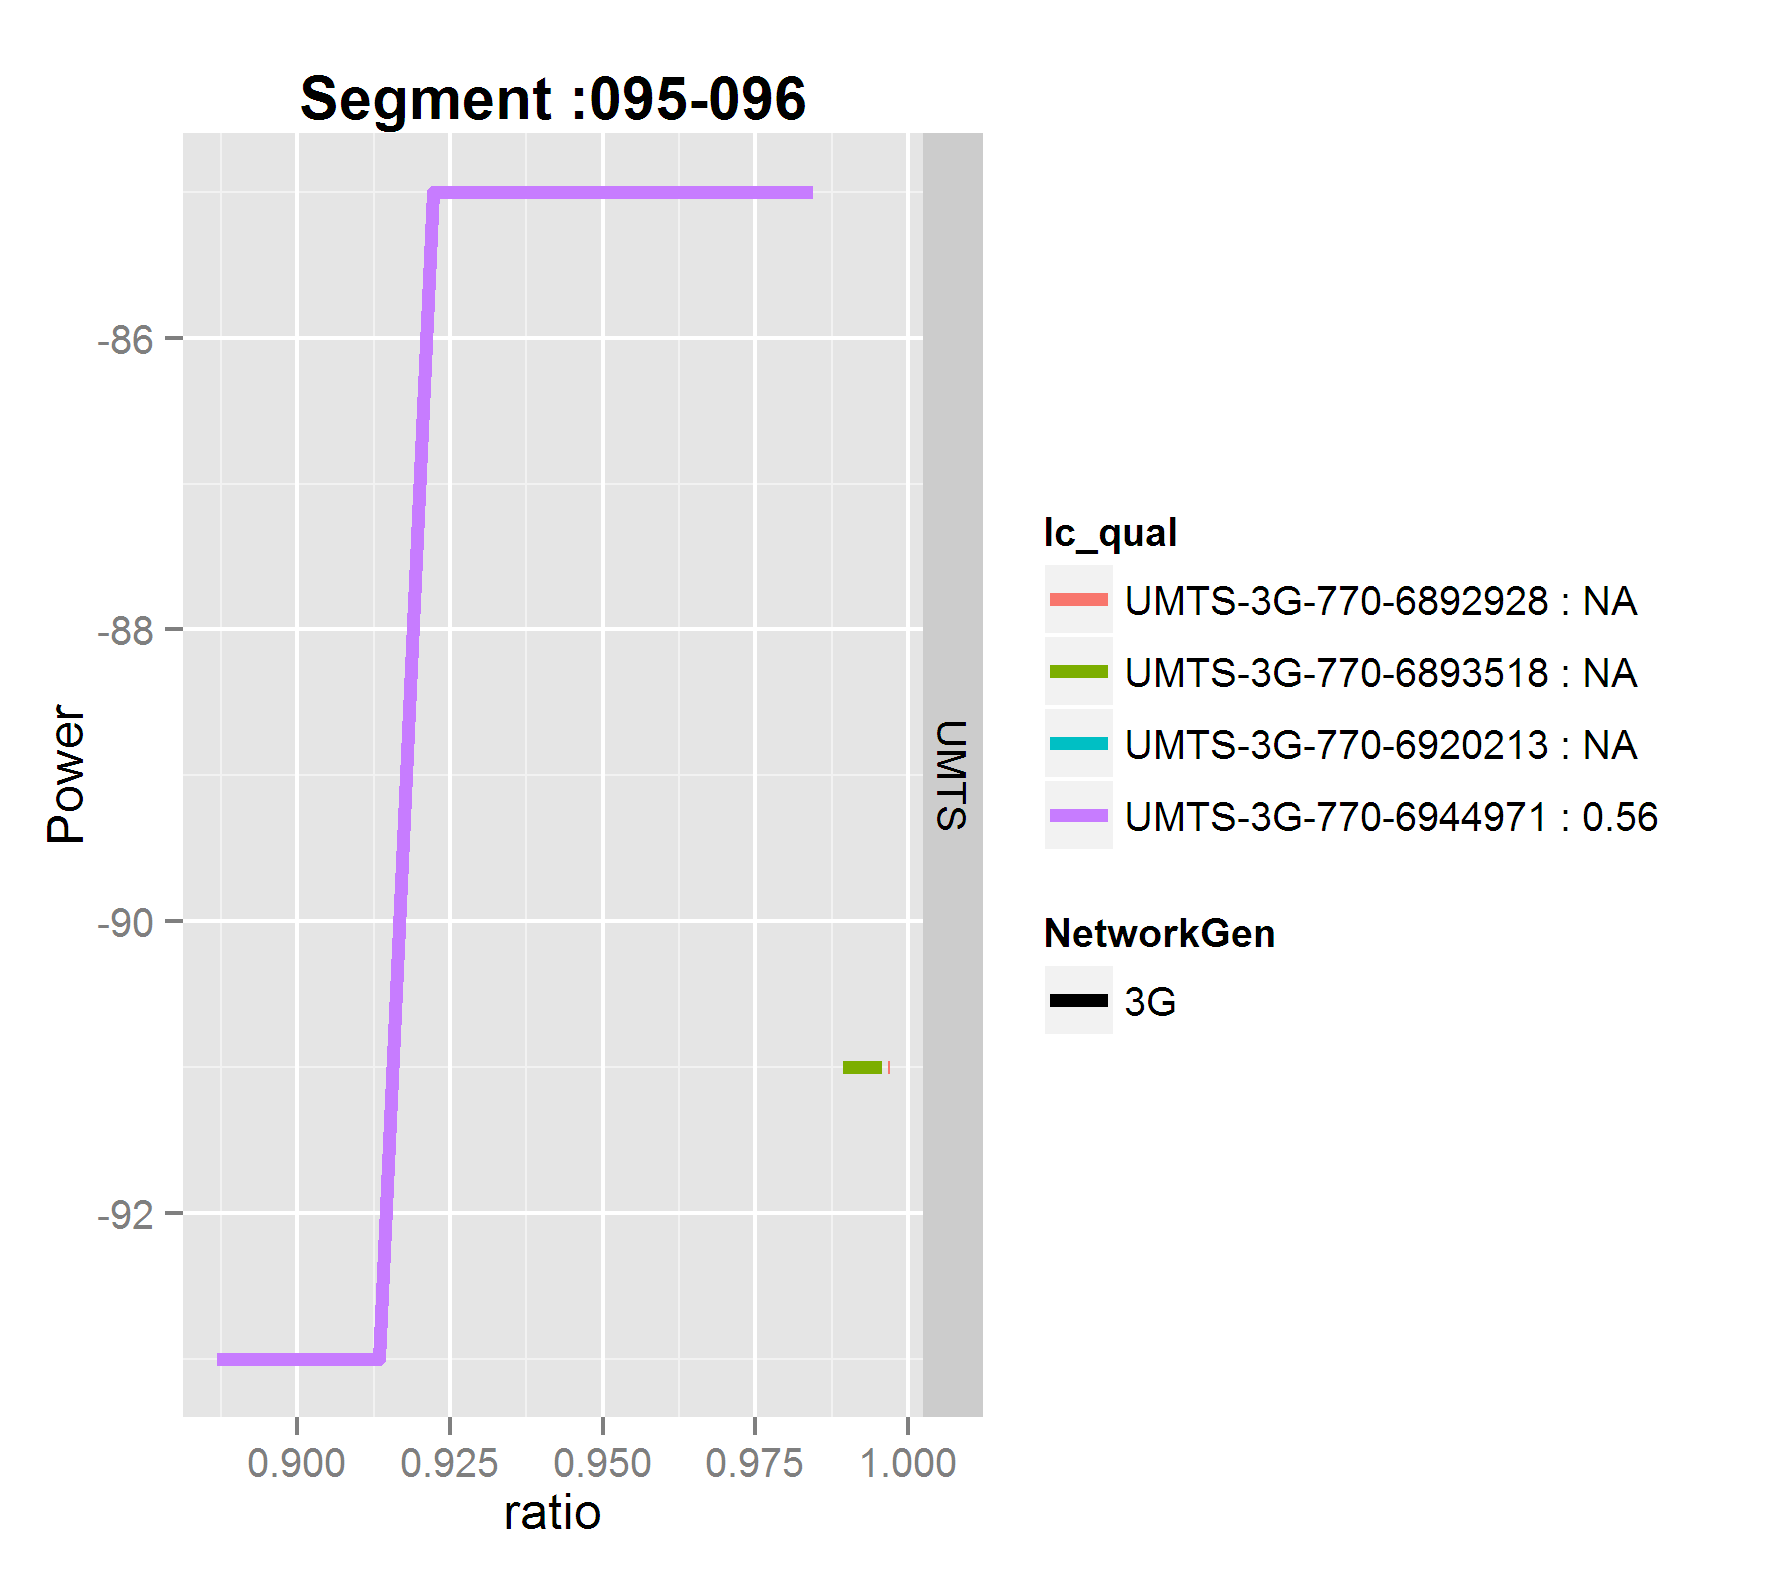 Segment :095-096
Power
-86
-88
-90
-92
0.900 0.925 0.950 0.975 1.000
ratio
UMTS
lc_qual
UMTS-3G-770-6892928 : NA
UMTS-3G-770-6893518 : NA
UMTS-3G-770-6920213 : NA
UMTS-3G-770-6944971 : 0.56
NetworkGen
3G